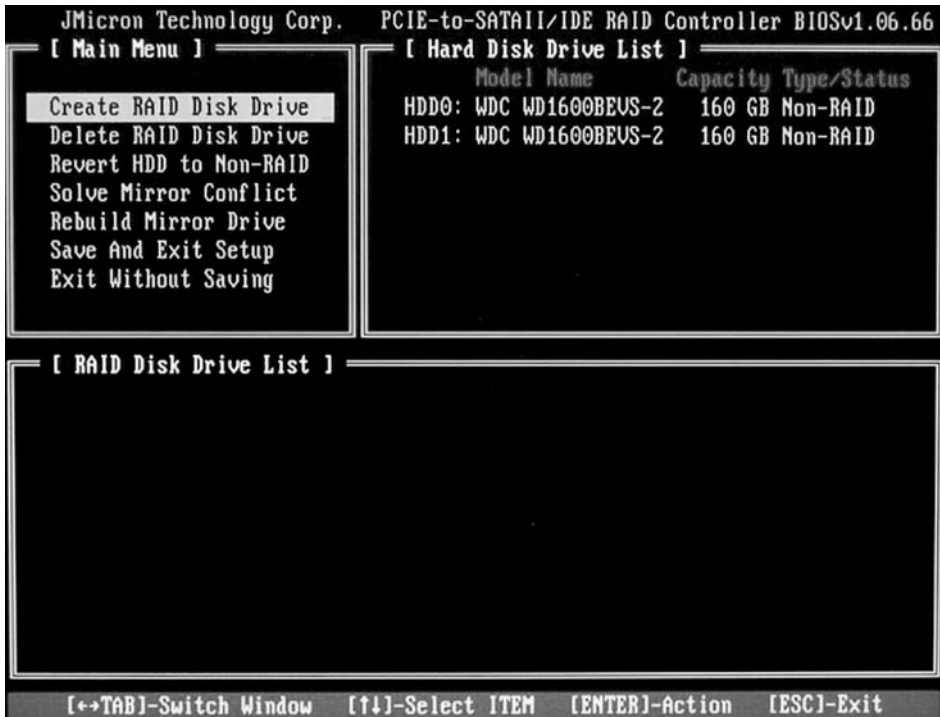 JMicron Technology Corp. PCIE-to-SATAII/IDE RAID Controller BIOSv1.06.66
[ Main Menu ]
Create RAID Disk Drive
Delete RAID Disk Drive
Revert HDD to Non-RAID
Solve Mirror Conflict
Rebuild Mirror Drive
Save And Exit Setup
Exit Without Saving
[ Hard Disk Drive List ]
Model Name Capacity Type/Status
HDD0: WDC WD1600BEVS-2 160 GB Non-RAID
HDD1: WDC WD1600BEVS-2 160 GB Non-RAID
[ RAID Disk Drive List ]
[↔TAB]-Switch Window [↑↓]-Select ITEM [ENTER]-Action [ESC]-Exit